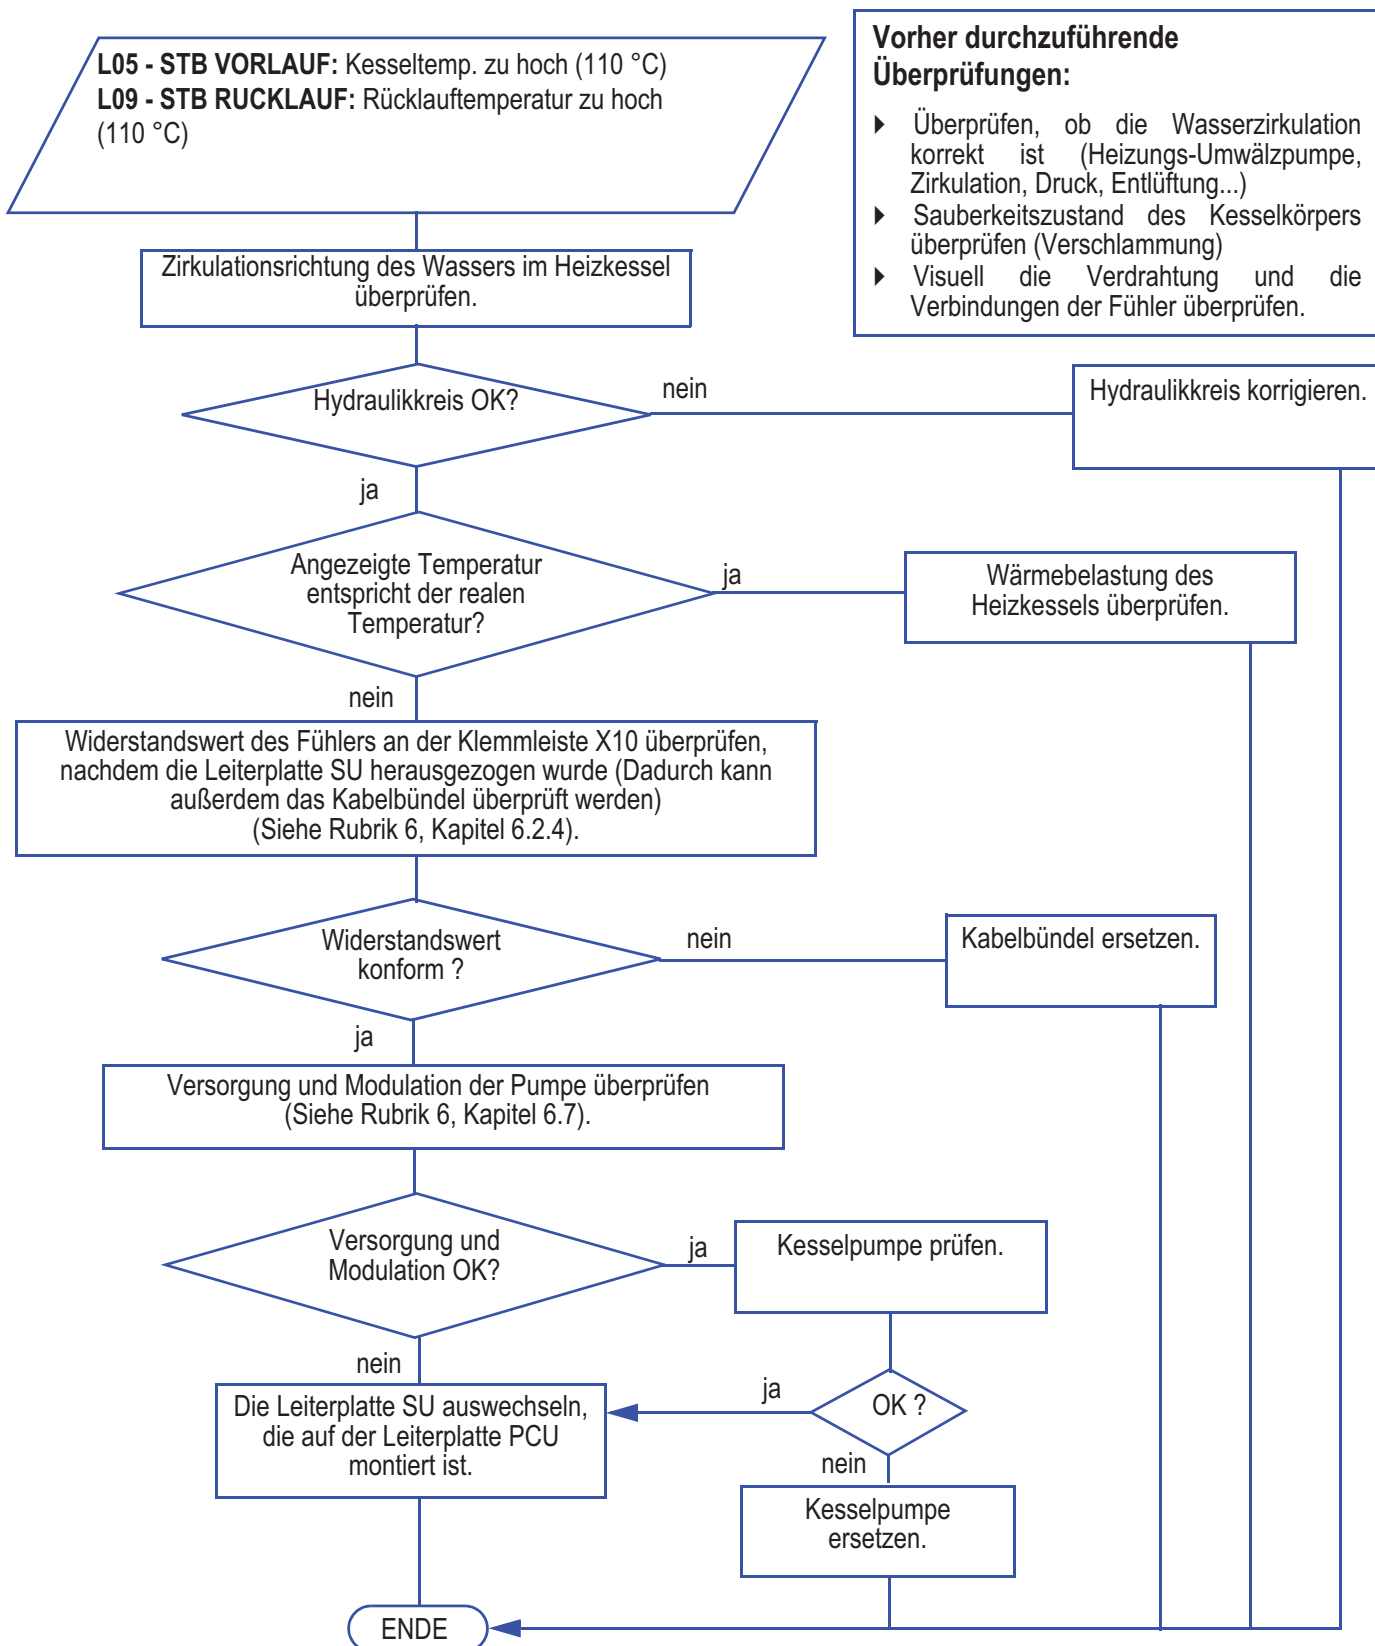 L05 - STB VORLAUF: Kesseltemp. zu hoch (110 °C)
L09 - STB RUCKLAUF: Rücklauftemperatur zu hoch
(110 °C)
Vorher durchzuführende
Überprüfungen:
Überprüfen, ob die Wasserzirkulation
korrekt ist (Heizungs-Umwälzpumpe,
Zirkulation, Druck, Entlüftung...)
Sauberkeitszustand des Kesselkörpers
überprüfen (Verschlammung)
Visuell die Verdrahtung und die
Verbindungen der Fühler überprüfen.
Zirkulationsrichtung des Wassers im Heizkessel
überprüfen.
Hydraulikkreis OK?
nein
Hydraulikkreis korrigieren.
ja
Angezeigte Temperatur
entspricht der realen
Temperatur?
ja
Wärmebelastung des
Heizkessels überprüfen.
nein
Widerstandswert des Fühlers an der Klemmleiste X10 überprüfen,
nachdem die Leiterplatte SU herausgezogen wurde (Dadurch kann
außerdem das Kabelbündel überprüft werden)
(Siehe Rubrik 6, Kapitel 6.2.4).
Widerstandswert
konform ?
nein
Kabelbündel ersetzen.
ja
Versorgung und Modulation der Pumpe überprüfen
(Siehe Rubrik 6, Kapitel 6.7).
Versorgung und
Modulation OK?
ja
Kesselpumpe prüfen.
nein
Die Leiterplatte SU auswechseln,
die auf der Leiterplatte PCU
montiert ist.
ja
OK ?
nein
Kesselpumpe
ersetzen.
ENDE